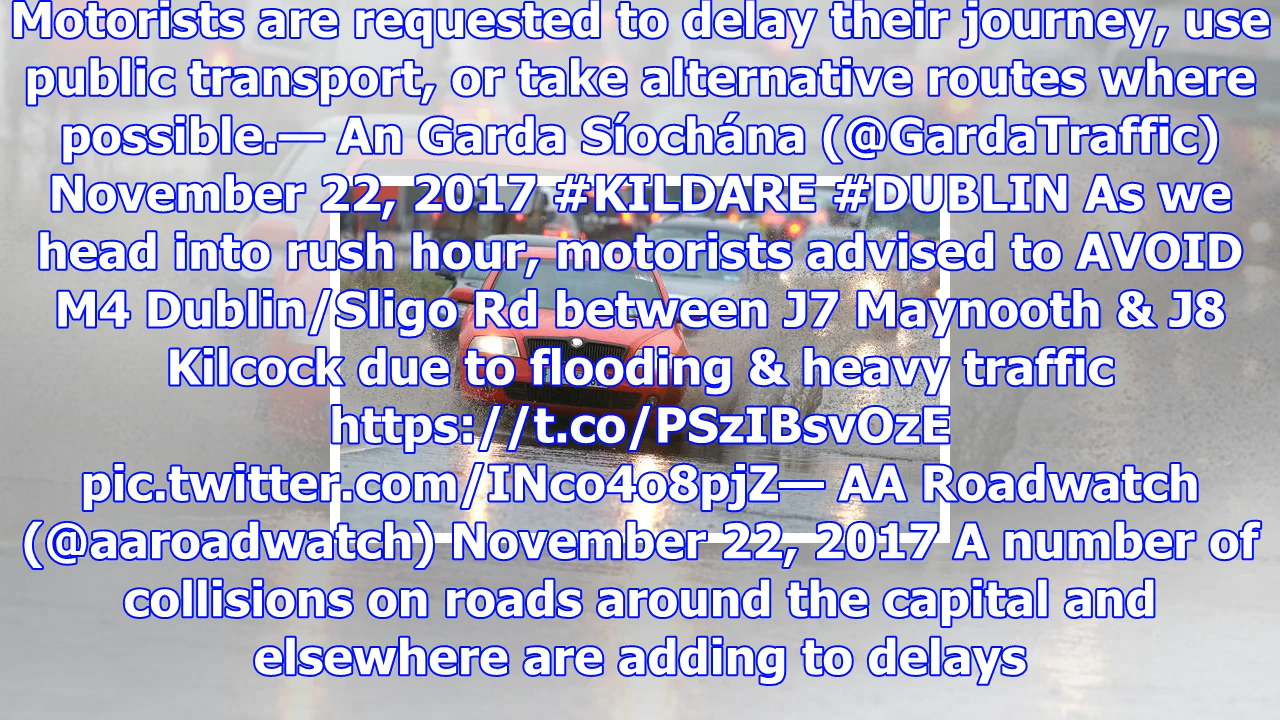 Motorists are requested to delay their journey, use
public transport, or take alternative routes where
possible.— An Garda Síochána (@GardaTraffic)
November 22, 2017 #KILDARE #DUBLIN As we
head into rush hour, motorists advised to AVOID
M4 Dublin/Sligo Rd between J7 Maynooth & J8
Kilcock due to flooding & heavy traffic
https://t.co/PSzIBsvOzE
pic.twitter.com/INco4o8pjZ— AA Roadwatch
(@aaroadwatch) November 22, 2017 A number of
collisions on roads around the capital and
elsewhere are adding to delays